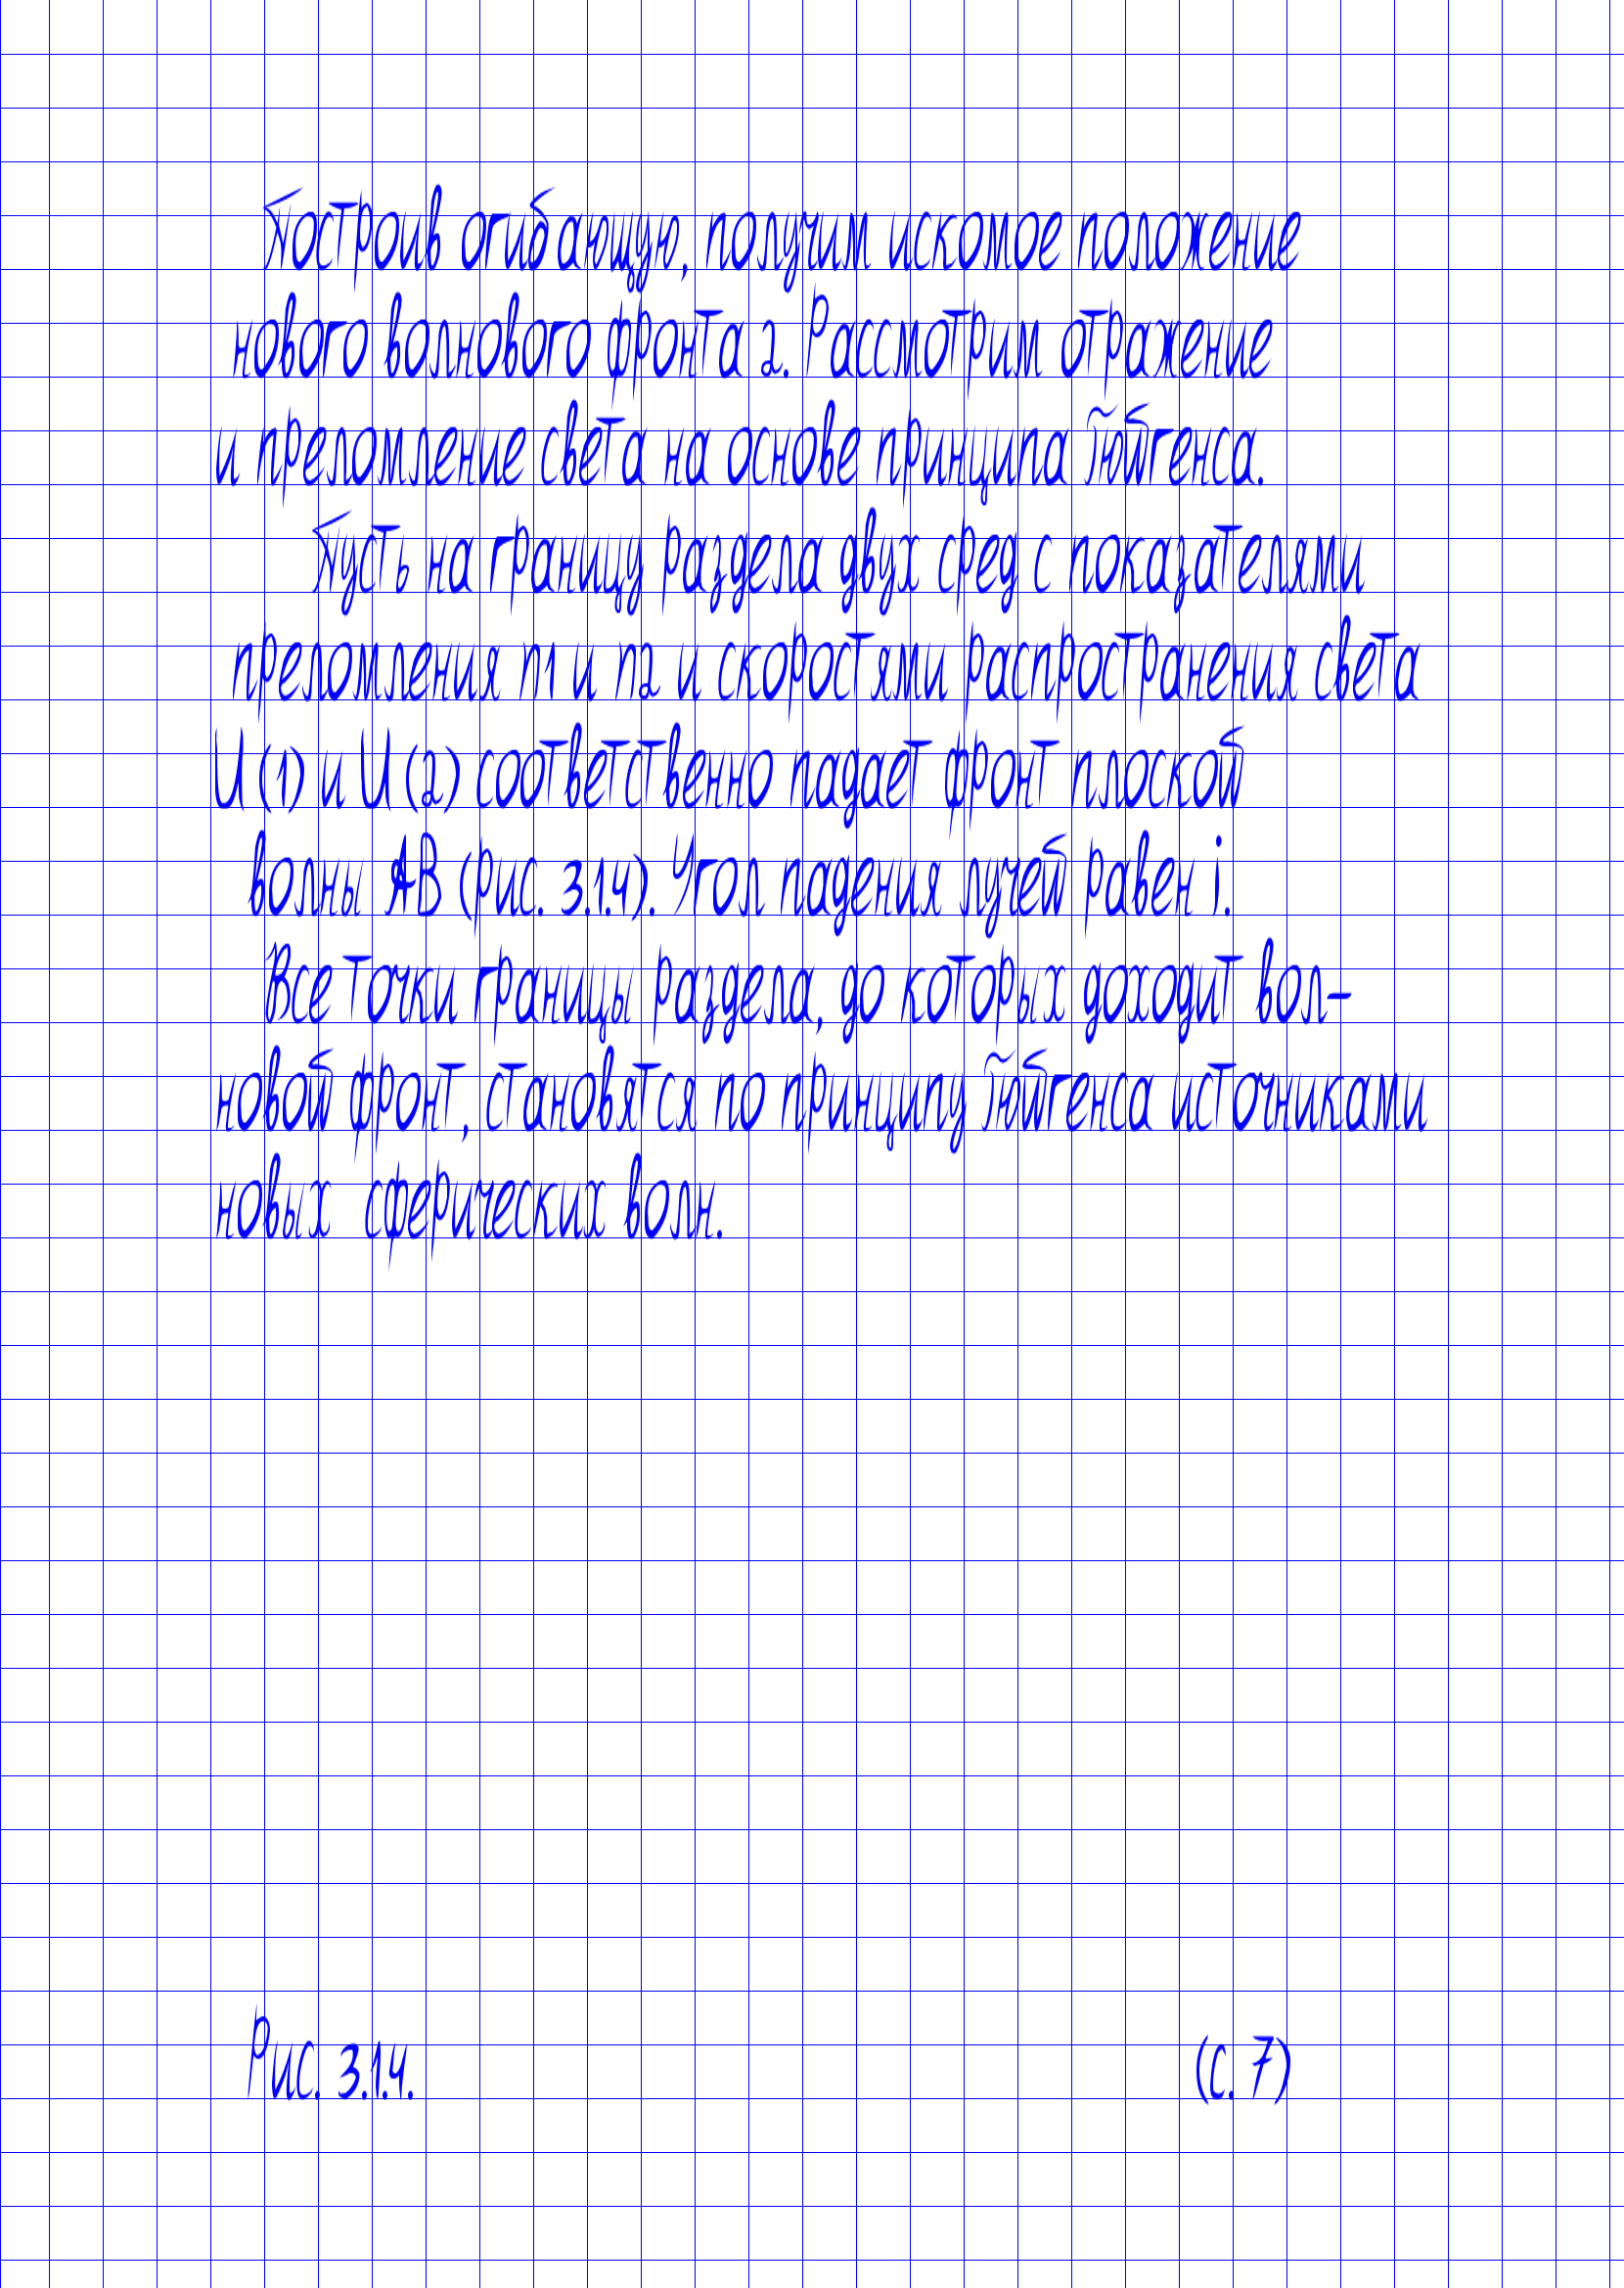 Построив огибающую, получим искомое положение
нового волнового фронта 2. Рассмотрим отражение
и преломление света на основе принципа Гюйгенса.
Пусть на границу раздела двух сред с показателями
преломления n1 и n2 и скоростями распространения света
U (1) и U (2) соответственно падает фронт плоской
волны АВ (рис. 3.1.4). Угол падения лучей равен i.
Все точки границы раздела, до которых доходит вол-
новой фронт, становятся по принципу Гюйгенса источниками
новых сферических волн.
Рис. 3.1.4. (с. 7)